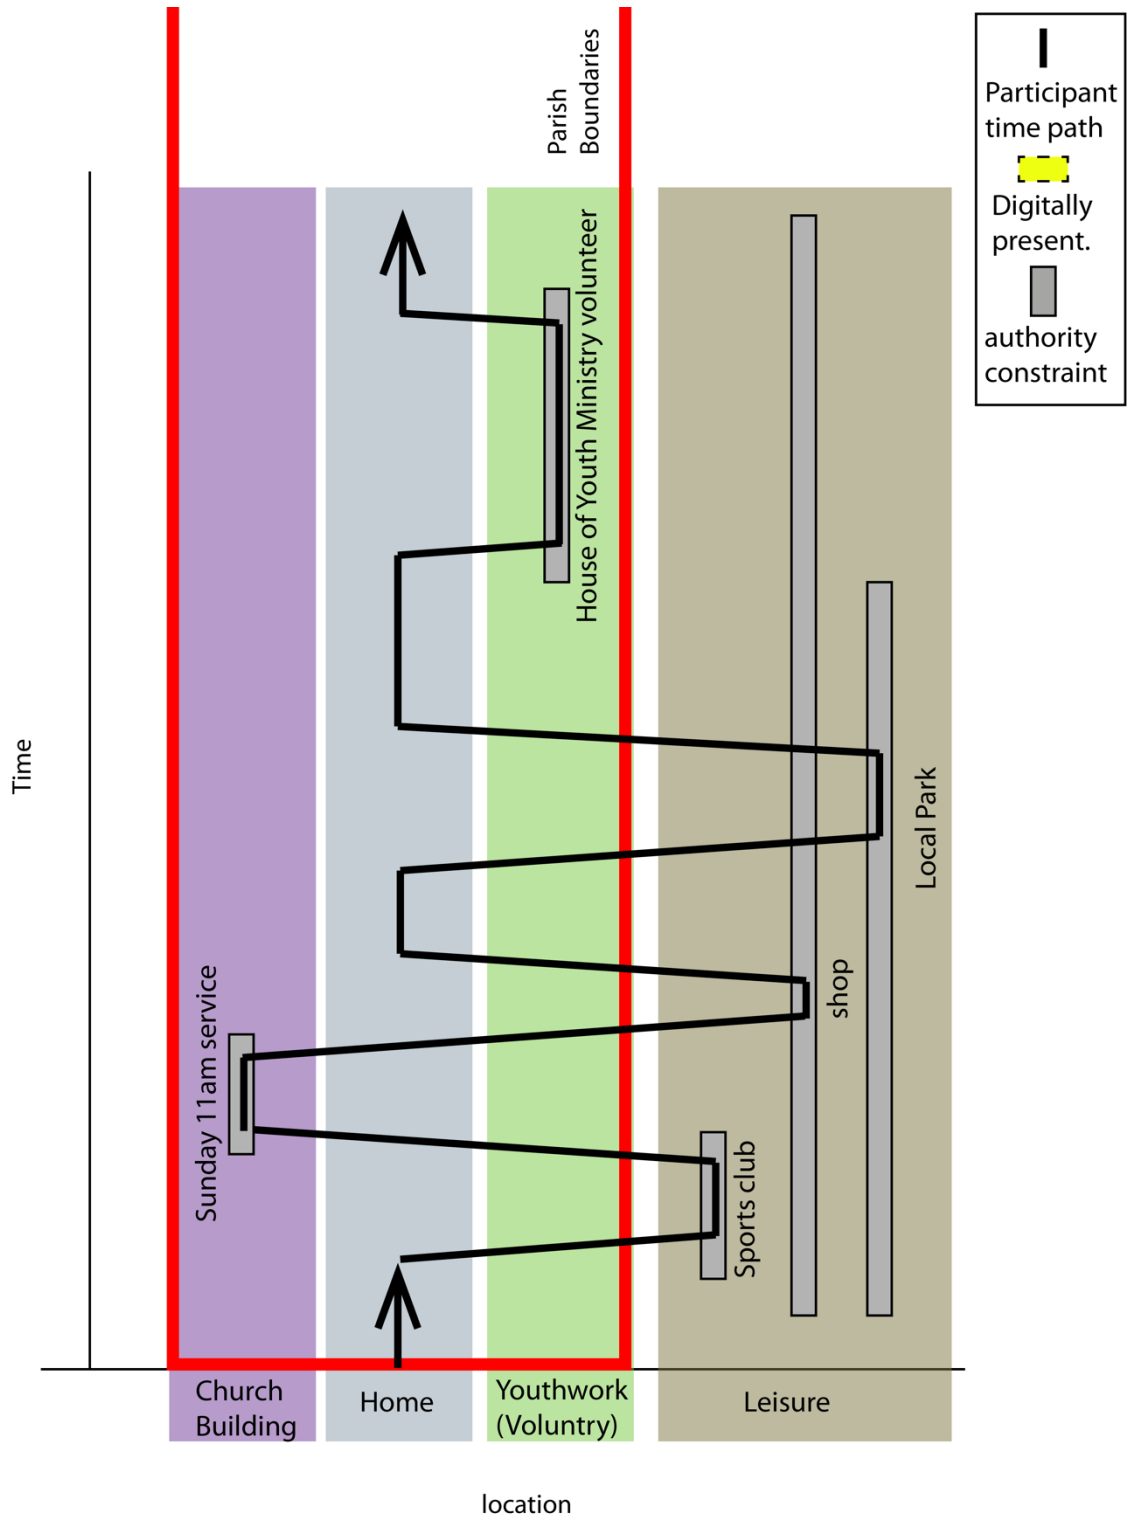 Parish
Boundaries
Participant
time path
Digitally
present.
authority
constraint
House of Youth Ministry volunteer
Time
Local Park
shop
Sunday 11am service
Sports club
Church
Building
Home
Youthwork
(Voluntry)
Leisure
location